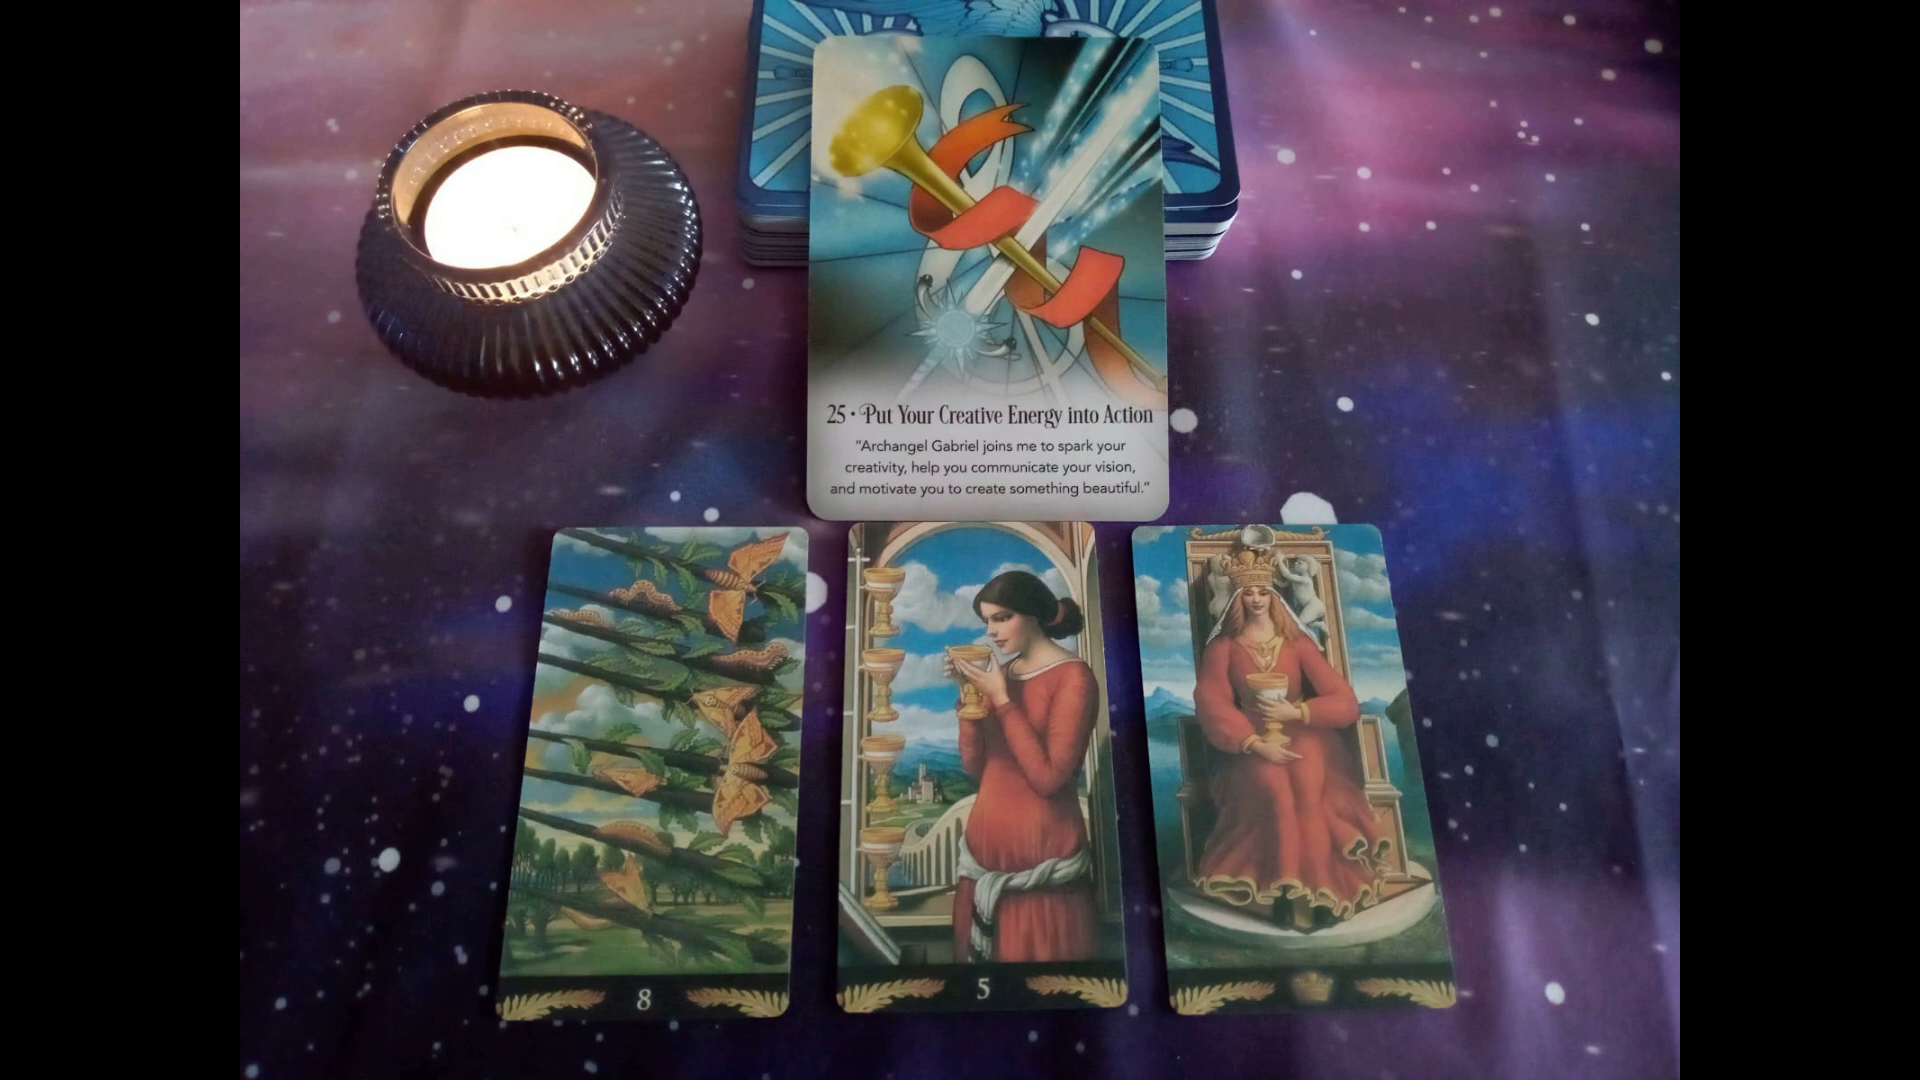 25 • Put Your Creative Energy into Action
"Archangel Gabriel joins me to spark your
creativity, help you communicate your vision,
and motivate you to create something beautiful."
8
5